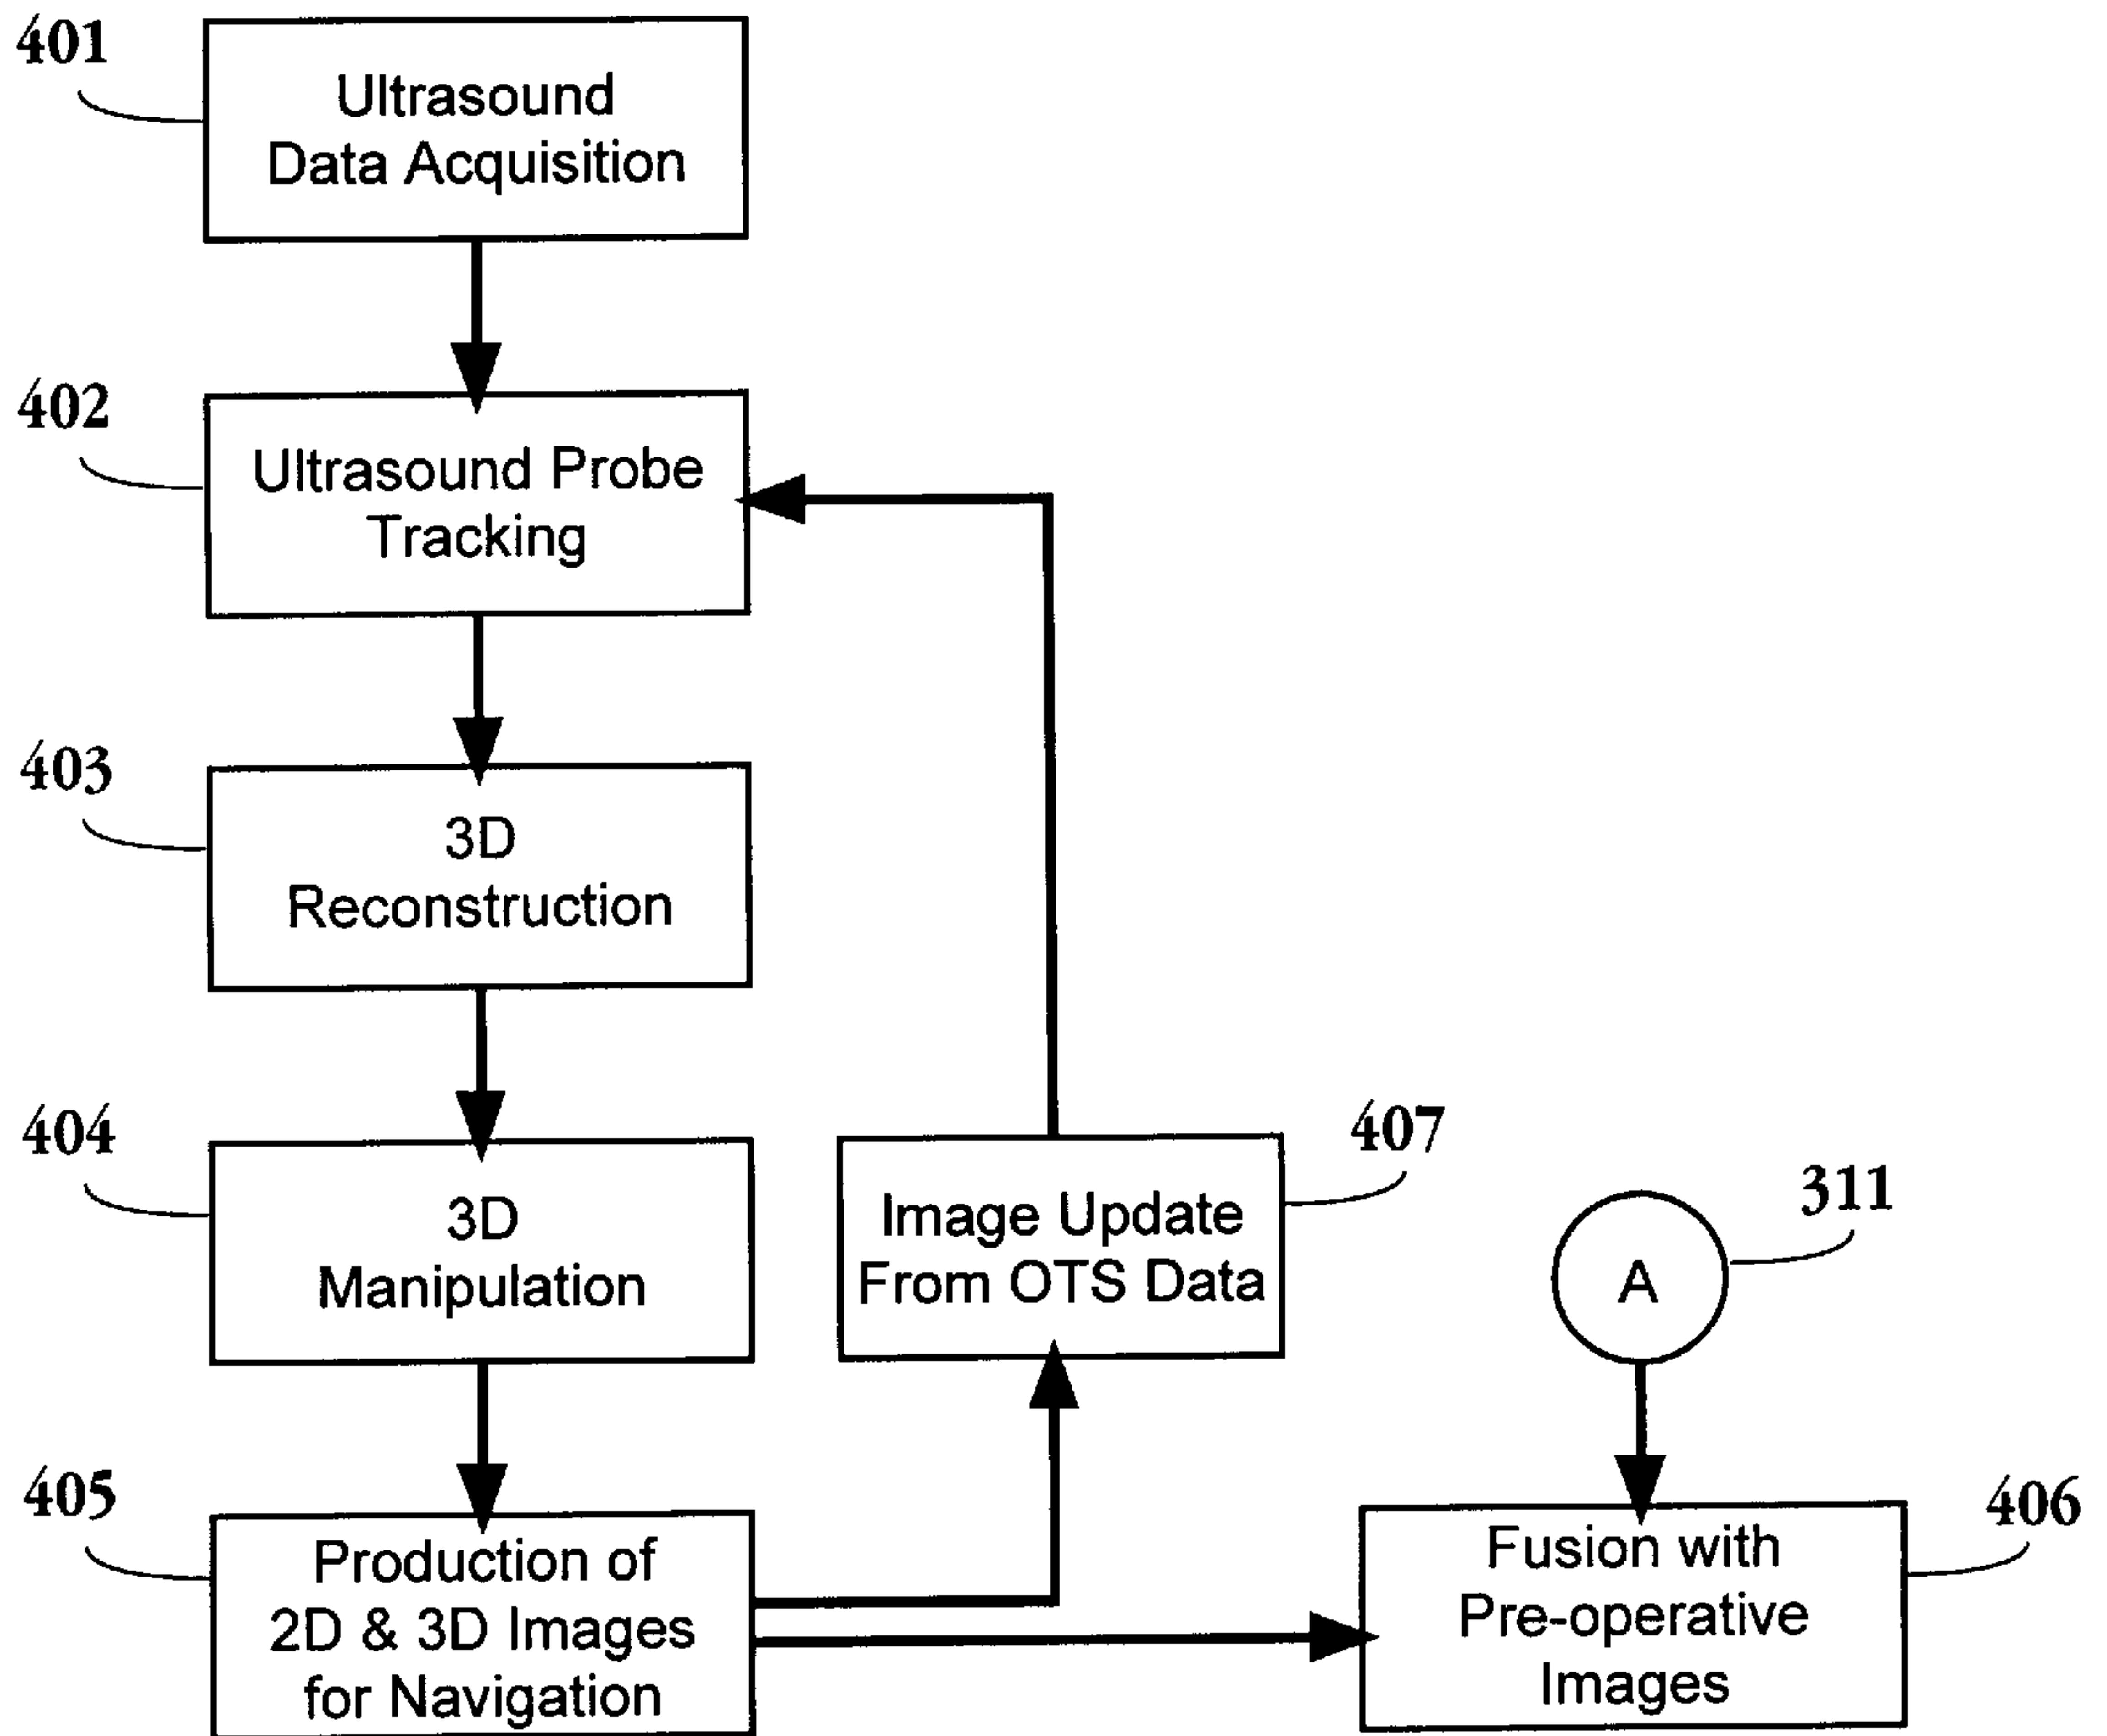 401
Ultrasound
Data Acquisition
402
Ultrasound Probe
Tracking
403
3D
Reconstruction
404
3D
Manipulation
407
Image Update
From OTS Data
311
A
405
Production of
2D & 3D Images
for Navigation
406
Fusion with
Pre-operative
Images